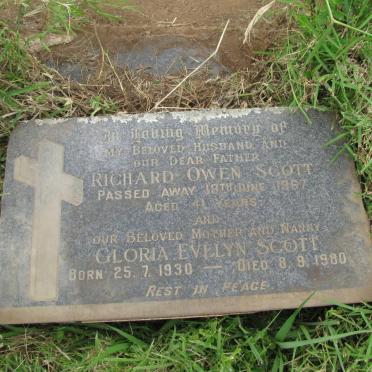 In Loving Memory of
My Beloved Husband And
our Dear Father
Richard Owen Scott
Passed away 19th June 1967
Aged 41 Years
and
our Beloved Mother and Nanny
Gloria Evelyn Scott
Born 25.7.1930 — Died 8.9.1980
Rest in Peace.